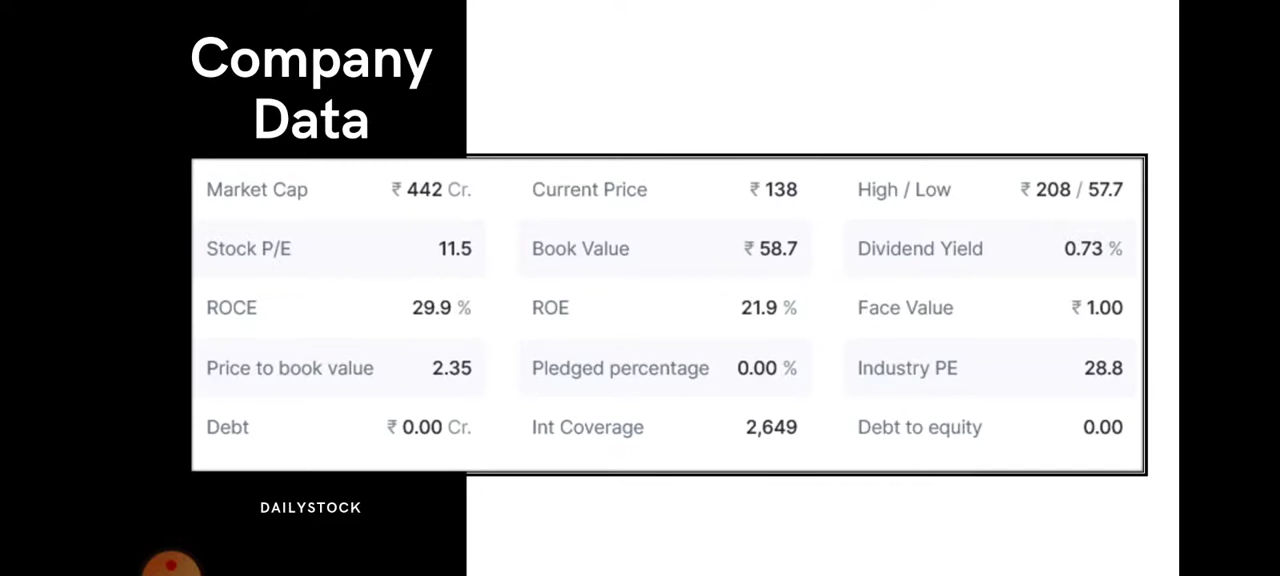 Company
Data
Market Cap ₹ 442 Cr. Current Price ₹ 138 High / Low ₹ 208 / 57.7
Stock P/E 11.5 Book Value ₹ 58.7 Dividend Yield 0.73 %
ROCE 29.9 % ROE 21.9 % Face Value ₹ 1.00
Price to book value 2.35 Pledged percentage 0.00 % Industry PE 28.8
Debt ₹ 0.00 Cr. Int Coverage 2,649 Debt to equity 0.00
DAILYSTOCK